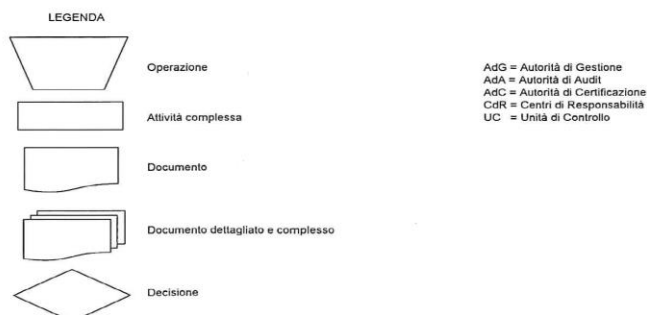 LEGENDA
Operazione
Attività complessa
Documento
Documento dettagliato e complesso
Decisione
AdG = Autorità di Gestione
AdA = Autorità di Audit
AdC = Autorità di Certificazione
CdR = Centri di Responsabilità
UC = Unità di Controllo